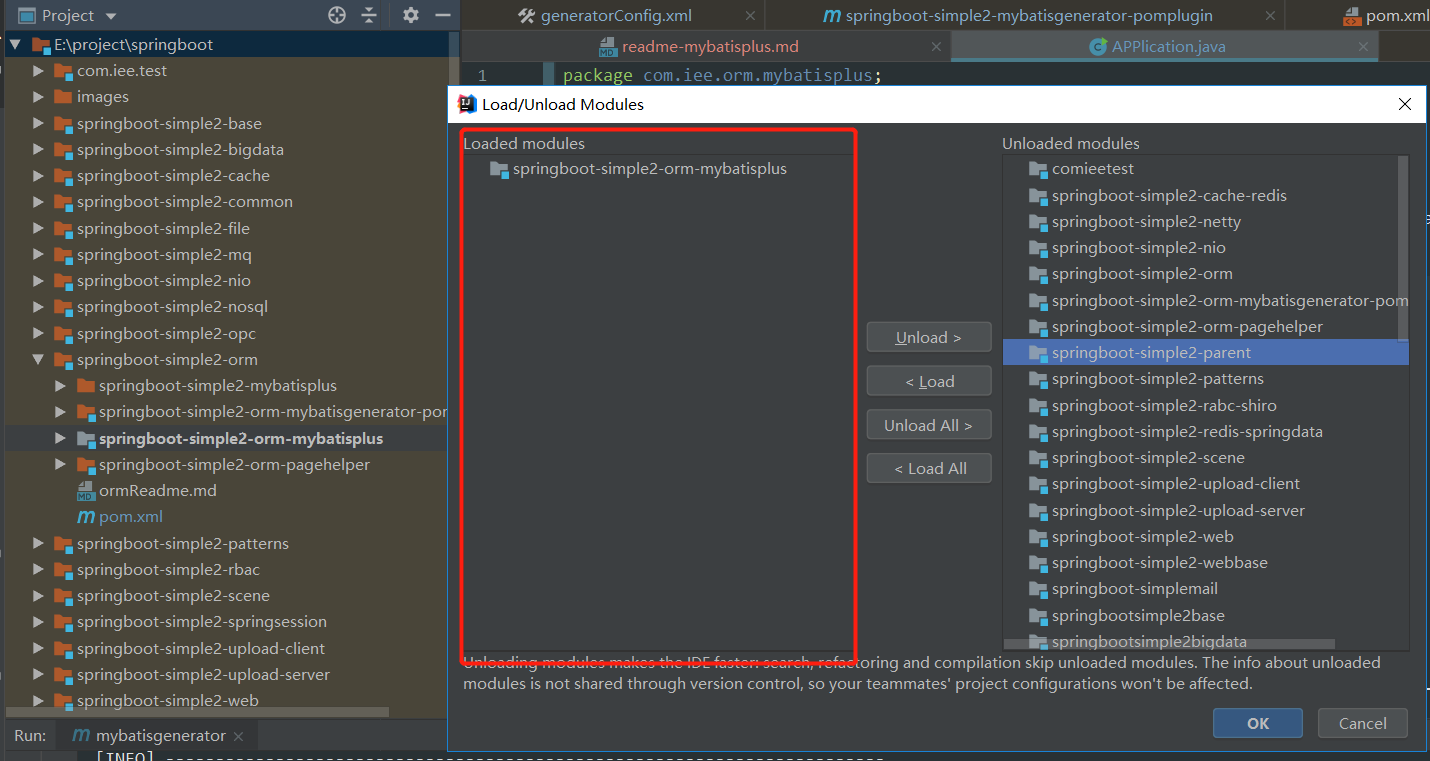 Project
generatorConfig.xml
springboot-simple2-mybatisgenerator-pomplugin
pom.xml
readme-mybatisplus.md
APPlication.java
1 package com.iee.orm.mybatisplus;
E:\project\springboot
com.iee.test
images
springboot-simple2-base
springboot-simple2-bigdata
springboot-simple2-cache
springboot-simple2-common
springboot-simple2-file
springboot-simple2-mq
springboot-simple2-nio
springboot-simple2-nosql
springboot-simple2-opc
springboot-simple2-orm
springboot-simple2-mybatisplus
springboot-simple2-orm-mybatisgenerator-por
springboot-simple2-orm-mybatisplus
springboot-simple2-orm-pagehelper
ormReadme.md
pom.xml
springboot-simple2-patterns
springboot-simple2-rbac
springboot-simple2-scene
springboot-simple2-springsession
springboot-simple2-upload-client
springboot-simple2-upload-server
springboot-simple2-web
Load/Unload Modules
Loaded modules
springboot-simple2-orm-mybatisplus
Unload >
< Load
Unload All >
< Load All
Unloaded modules
comieetest
springboot-simple2-cache-redis
springboot-simple2-netty
springboot-simple2-nio
springboot-simple2-orm
springboot-simple2-orm-mybatisgenerator-pom
springboot-simple2-orm-pagehelper
springboot-simple2-parent
springboot-simple2-patterns
springboot-simple2-rabc-shiro
springboot-simple2-redis-springdata
springboot-simple2-scene
springboot-simple2-upload-client
springboot-simple2-upload-server
springboot-simple2-web
springboot-simple2-webbase
springboot-simplemail
springbootsimple2base
springbootsimple2bigdata
Unloading modules makes the IDE faster: search, refactoring and compilation skip unloaded modules. The info about unloaded
modules is not shared through version control, so your teammates' project configurations won't be affected.
OK
Cancel
Run:
mybatisgenerator
[INFO] ------------------------------------------------------------------------